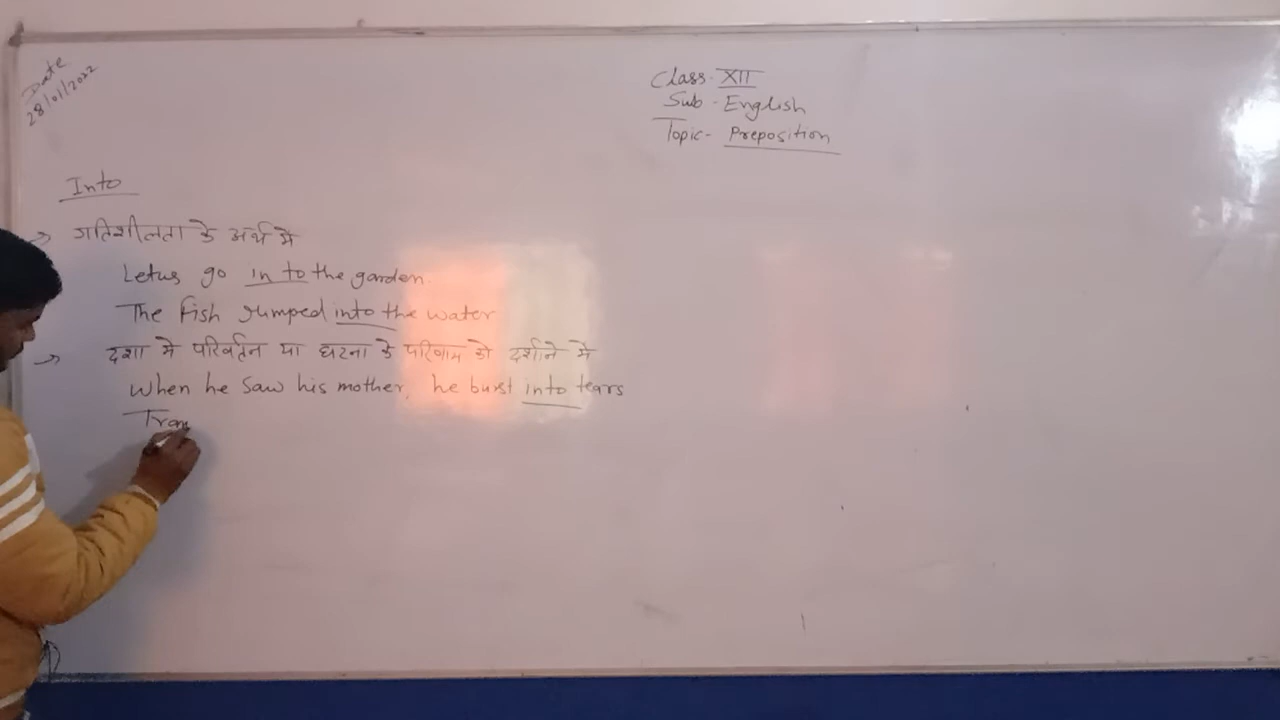 Date
28/01/2022
Class. XII
Sub - English
Topic - Preposition
Into
→ गतिशीलता के अर्थ में
Letus go in to the garden.
The fish jumped into the water
→ दशा मे परिवर्तन या घटना के परिणाम को दर्शाने मे
When he saw his mother, he burst into tears
Tran